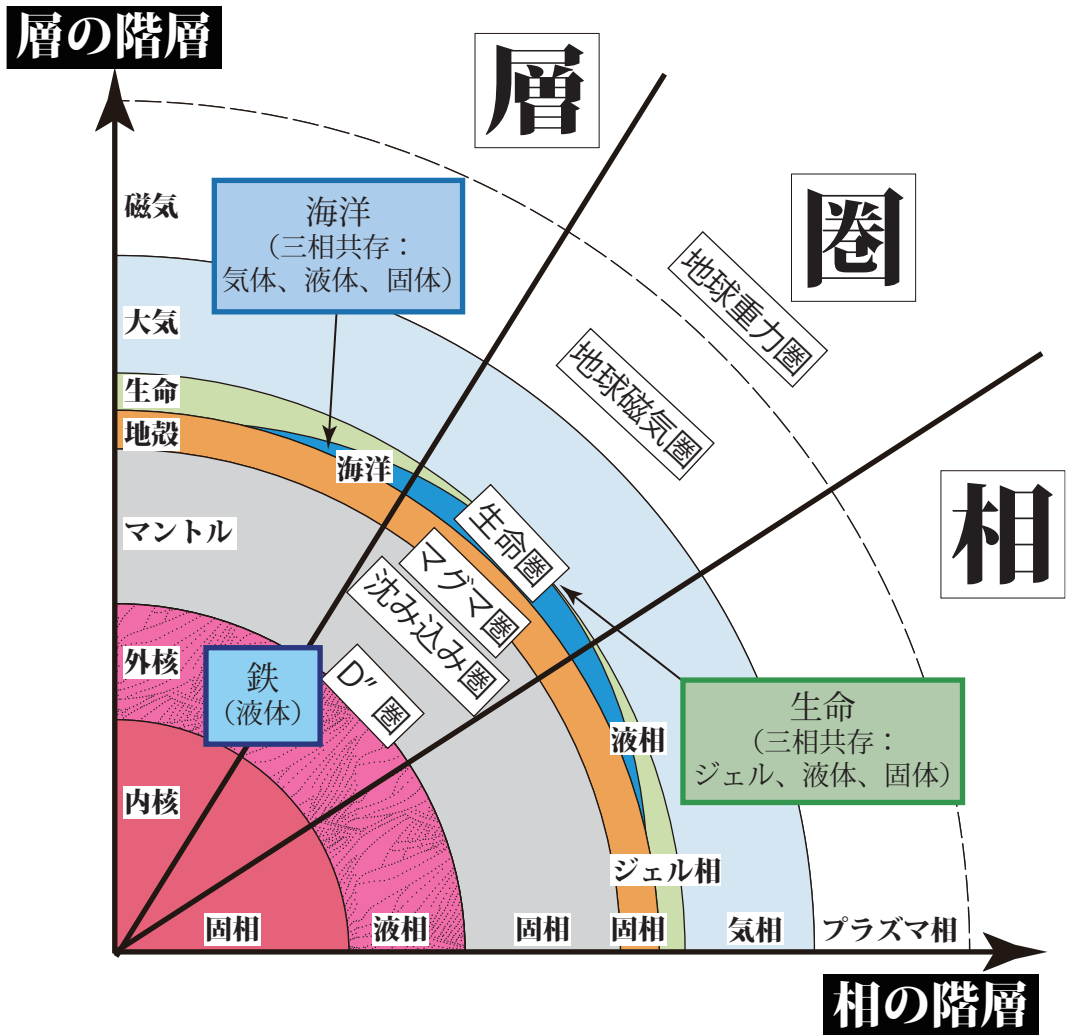 層の階層
層
圏
相
磁気
海洋
（三相共存：
気体、液体、固体）
地球重力圏
大気
地球磁気圏
生命
地殻
海洋
生命圏
マントル
マグマ圏
沈み込み圏
D″圏
外核
鉄
（液体）
液相
生命
（三相共存：
ジェル、液体、固体）
内核
ジェル相
固相
液相
固相
固相
気相
プラズマ相
相の階層